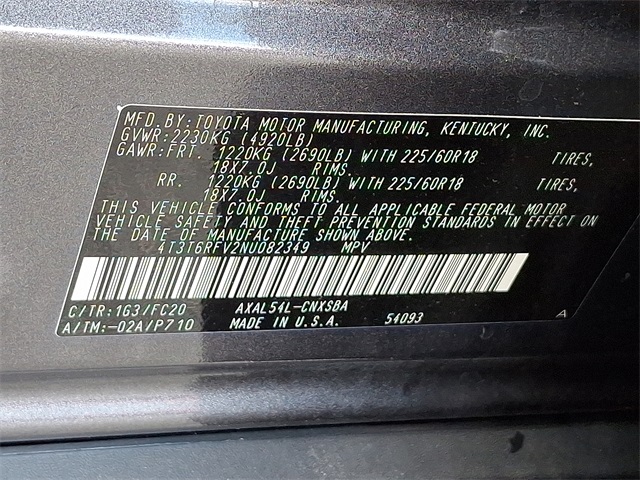 MFD.BY:TOYOTA MOTOR MANUFACTURING, KENTUCKY, INC.
GVWR:2230KG (4920LB)
GAWR:FRT. 1220KG (2690LB) WITH 225/60R18 TIRES,
18X7.0J RIMS.
RR. 1220KG (2690LB) WITH 225/60R18 TIRES,
18X7.0J RIMS.
THIS VEHICLE CONFORMS TO ALL APPLICABLE FEDERAL MOTOR
VEHICLE SAFETY AND THEFT PREVENTION STANDARDS IN EFFECT ON
THE DATE OF MANUFACTURE SHOWN ABOVE.
4T3T6RFV2NU082349 MPV
C/TR:1G3/FC20 AXAL54L-CNXSBA
A/TM:-02A/P710 MADE IN U.S.A. 54093 A